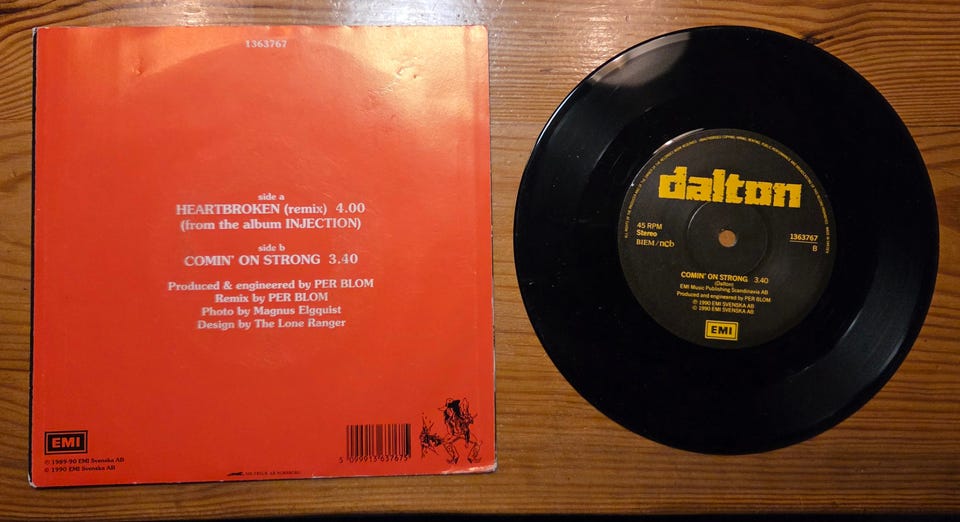 1363767
side a
HEARTBROKEN (remix) 4.00
(from the album INJECTION)
side b
COMIN' ON STRONG 3.40
Produced & engineered by PER BLOM
Remix by PER BLOM
Photo by Magnus Elgquist
Design by The Lone Ranger
EMI
℗ 1989-90 EMI Svenska AB
© 1990 EMI Svenska AB
dalton
45 RPM
Stereo
BIEM/ncb
1363767
B
COMIN' ON STRONG 3.40
(Dalton)
EMI Music Publishing Scandinavia AB
Produced and engineered by PER BLOM
℗ 1990 EMI SVENSKA AB
© 1990 EMI SVENSKA AB
EMI